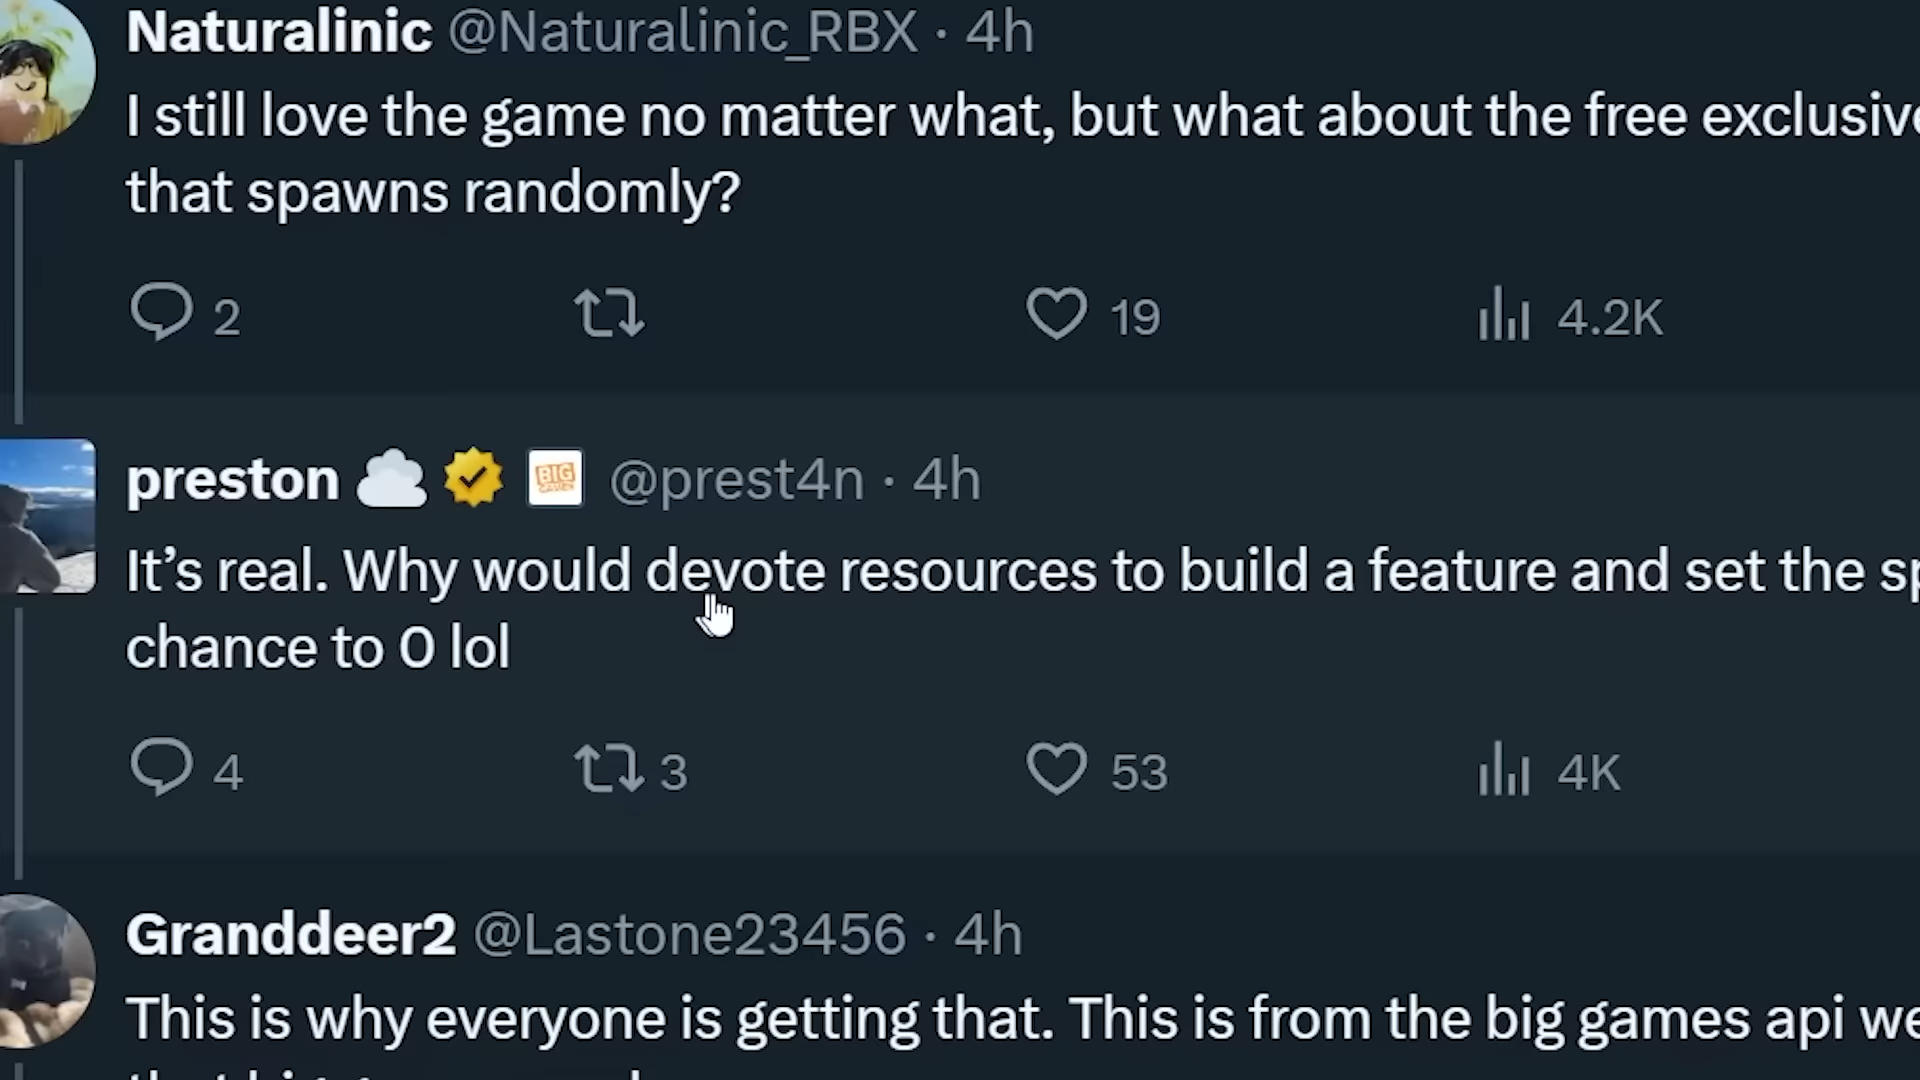 Naturalinic @Naturalinic_RBX · 4h
I still love the game no matter what, but what about the free exclusive
that spawns randomly?
2 19 4.2K
preston BIG @prest4n · 4h
It’s real. Why would devote resources to build a feature and set the
chance to 0 lol
4 3 53 4K
Granddeer2 @Lastone23456 · 4h
This is why everyone is getting that. This is from the big games api